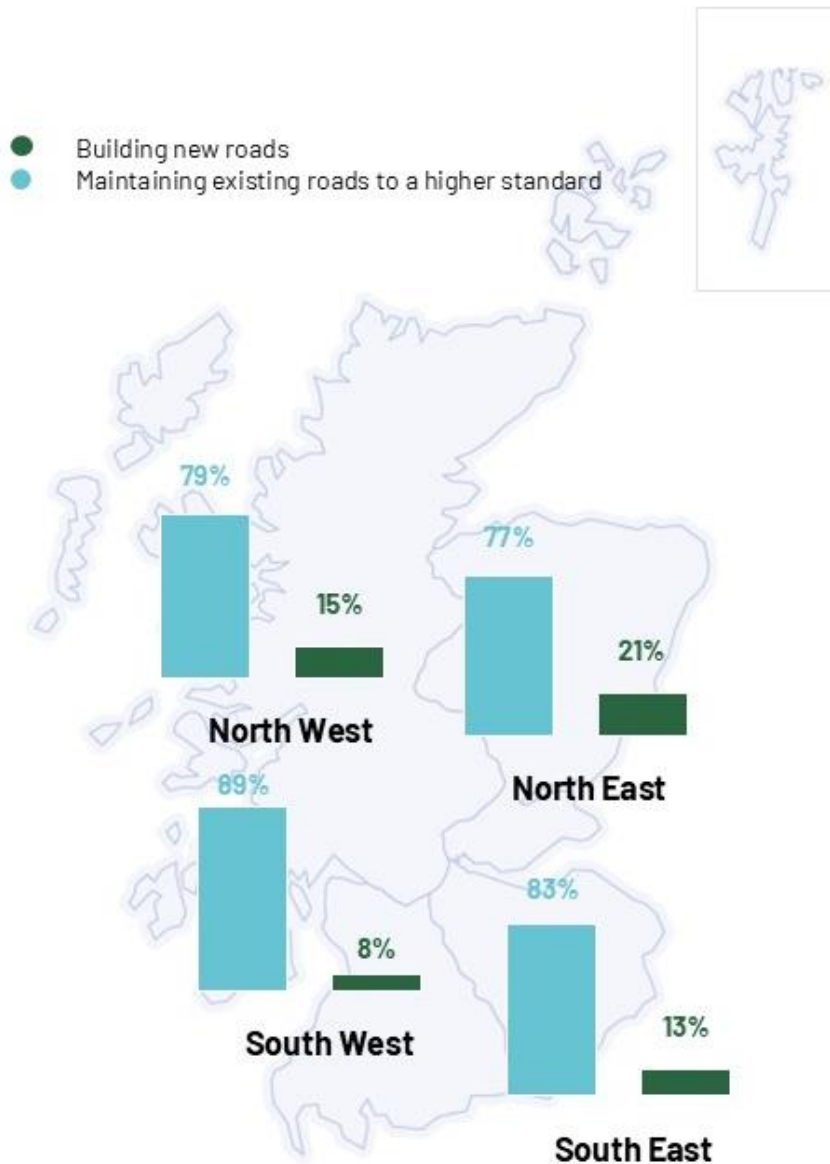 Building new roads
Maintaining existing roads to a higher standard
79%
15%
North West
77%
21%
North East
89%
8%
South West
83%
13%
South East